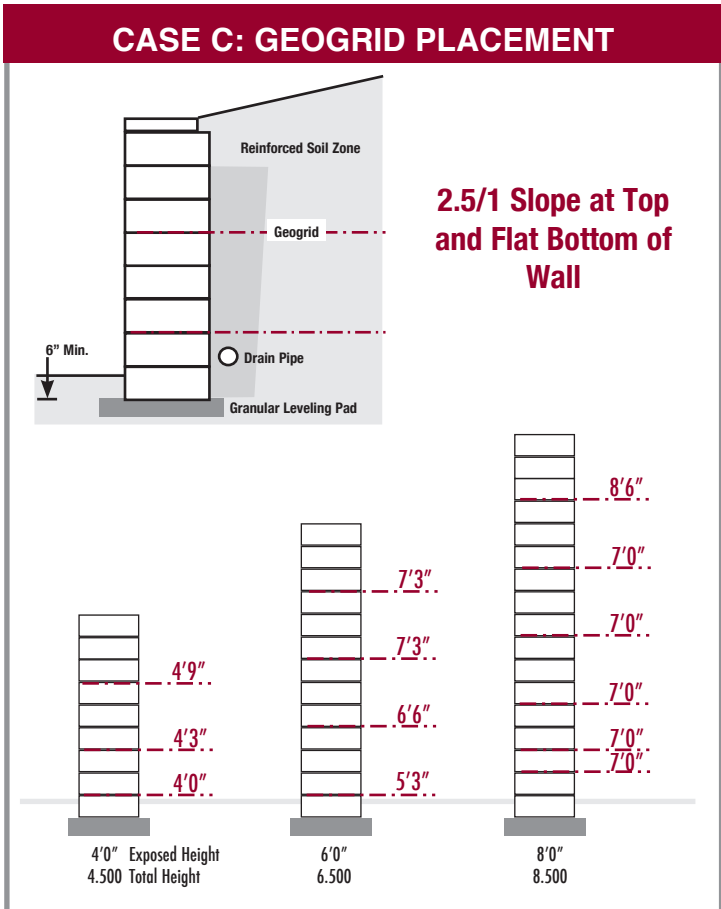 CASE C: GEOGRID PLACEMENT
Reinforced Soil Zone
2.5/1 Slope at Top
and Flat Bottom of
Wall
Geogrid
6” Min.
Drain Pipe
Granular Leveling Pad
4’9”
4’3”
4’0”
7’3”
7’3”
6’6”
5’3”
8’6”
7’0”
7’0”
7’0”
7’0”
7’0”
4’0” Exposed Height
4.500 Total Height
6’0”
6.500
8’0”
8.500